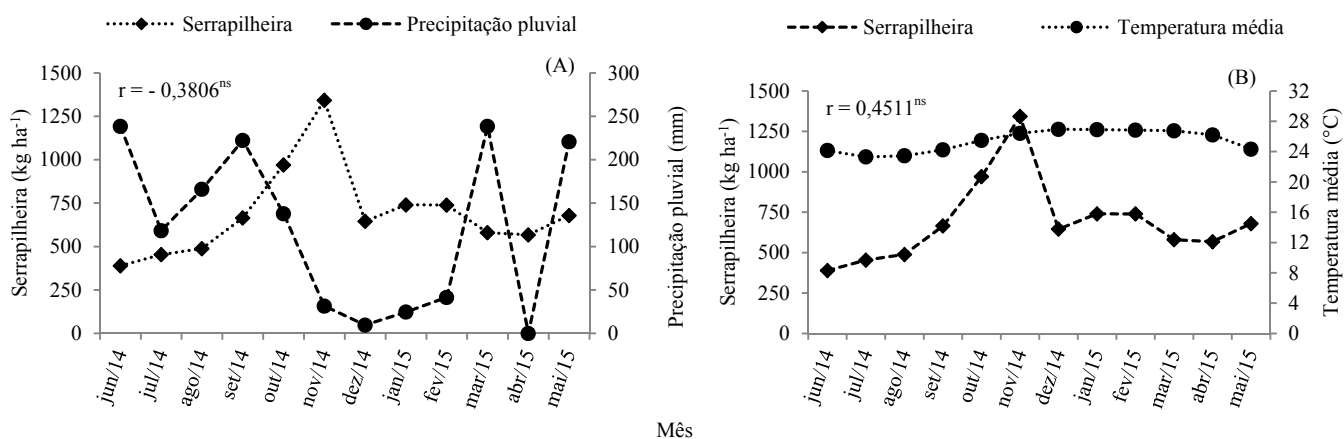 Serrapilheira Precipitação pluvial
(A)
r = - 0,3806ns
Serrapilheira (kg ha-1)
1500
1250
1000
750
500
250
0
300
250
200
150
100
50
0
Precipitação pluvial (mm)
jun/14
jul/14
ago/14
set/14
out/14
nov/14
dez/14
jan/15
fev/15
mar/15
abr/15
mai/15
Serrapilheira Temperatura média
(B)
r = 0,4511ns
Serrapilheira (kg ha-1)
1500
1250
1000
750
500
250
0
32
28
24
20
16
12
8
4
0
Temperatura média (°C)
jun/14
jul/14
ago/14
set/14
out/14
nov/14
dez/14
jan/15
fev/15
mar/15
abr/15
mai/15
Mês